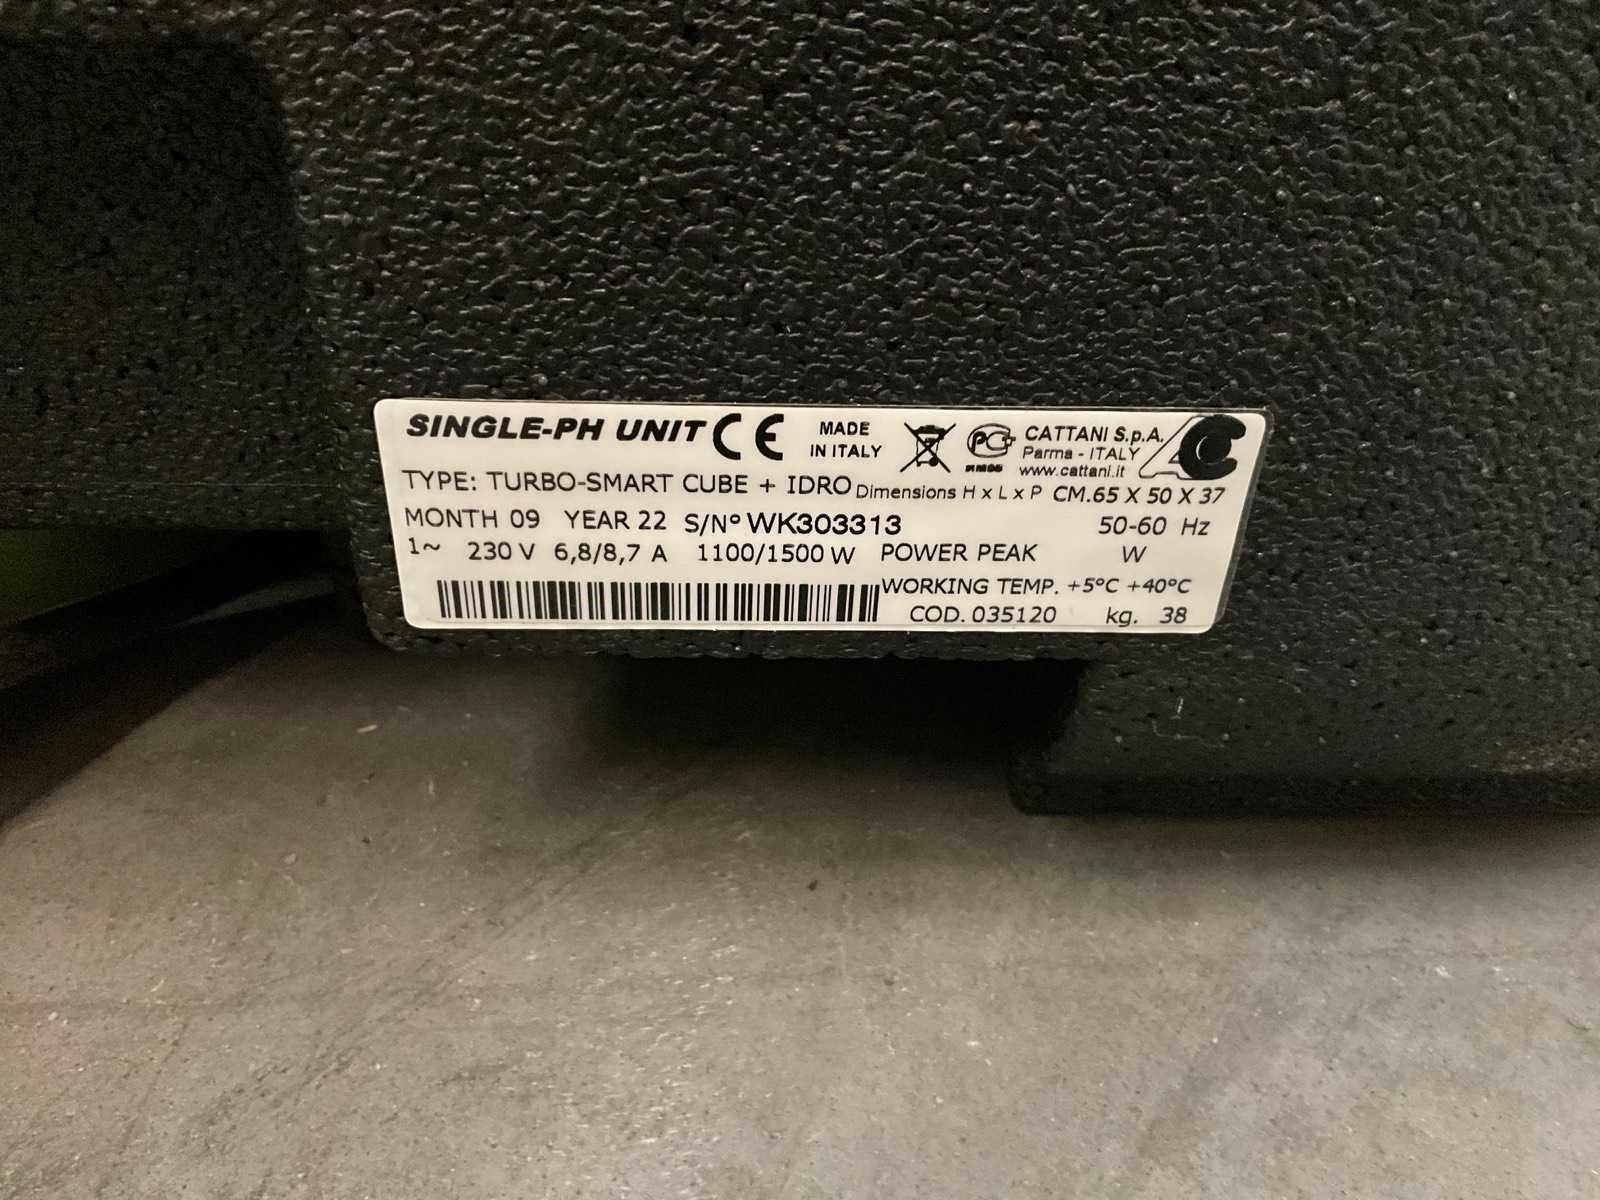 SINGLE-PH UNIT CE MADE IN ITALY PG CATTANI S.p.A.
Parma - ITALY
www.cattani.it
TYPE: TURBO-SMART CUBE + IDRO Dimensions H x L x P CM.65 X 50 X 37
MONTH 09 YEAR 22 S/N° WK303313 50-60 Hz
1~ 230 V 6,8/8,7 A 1100/1500 W POWER PEAK W
WORKING TEMP. +5°C +40°C
COD. 035120 kg. 38